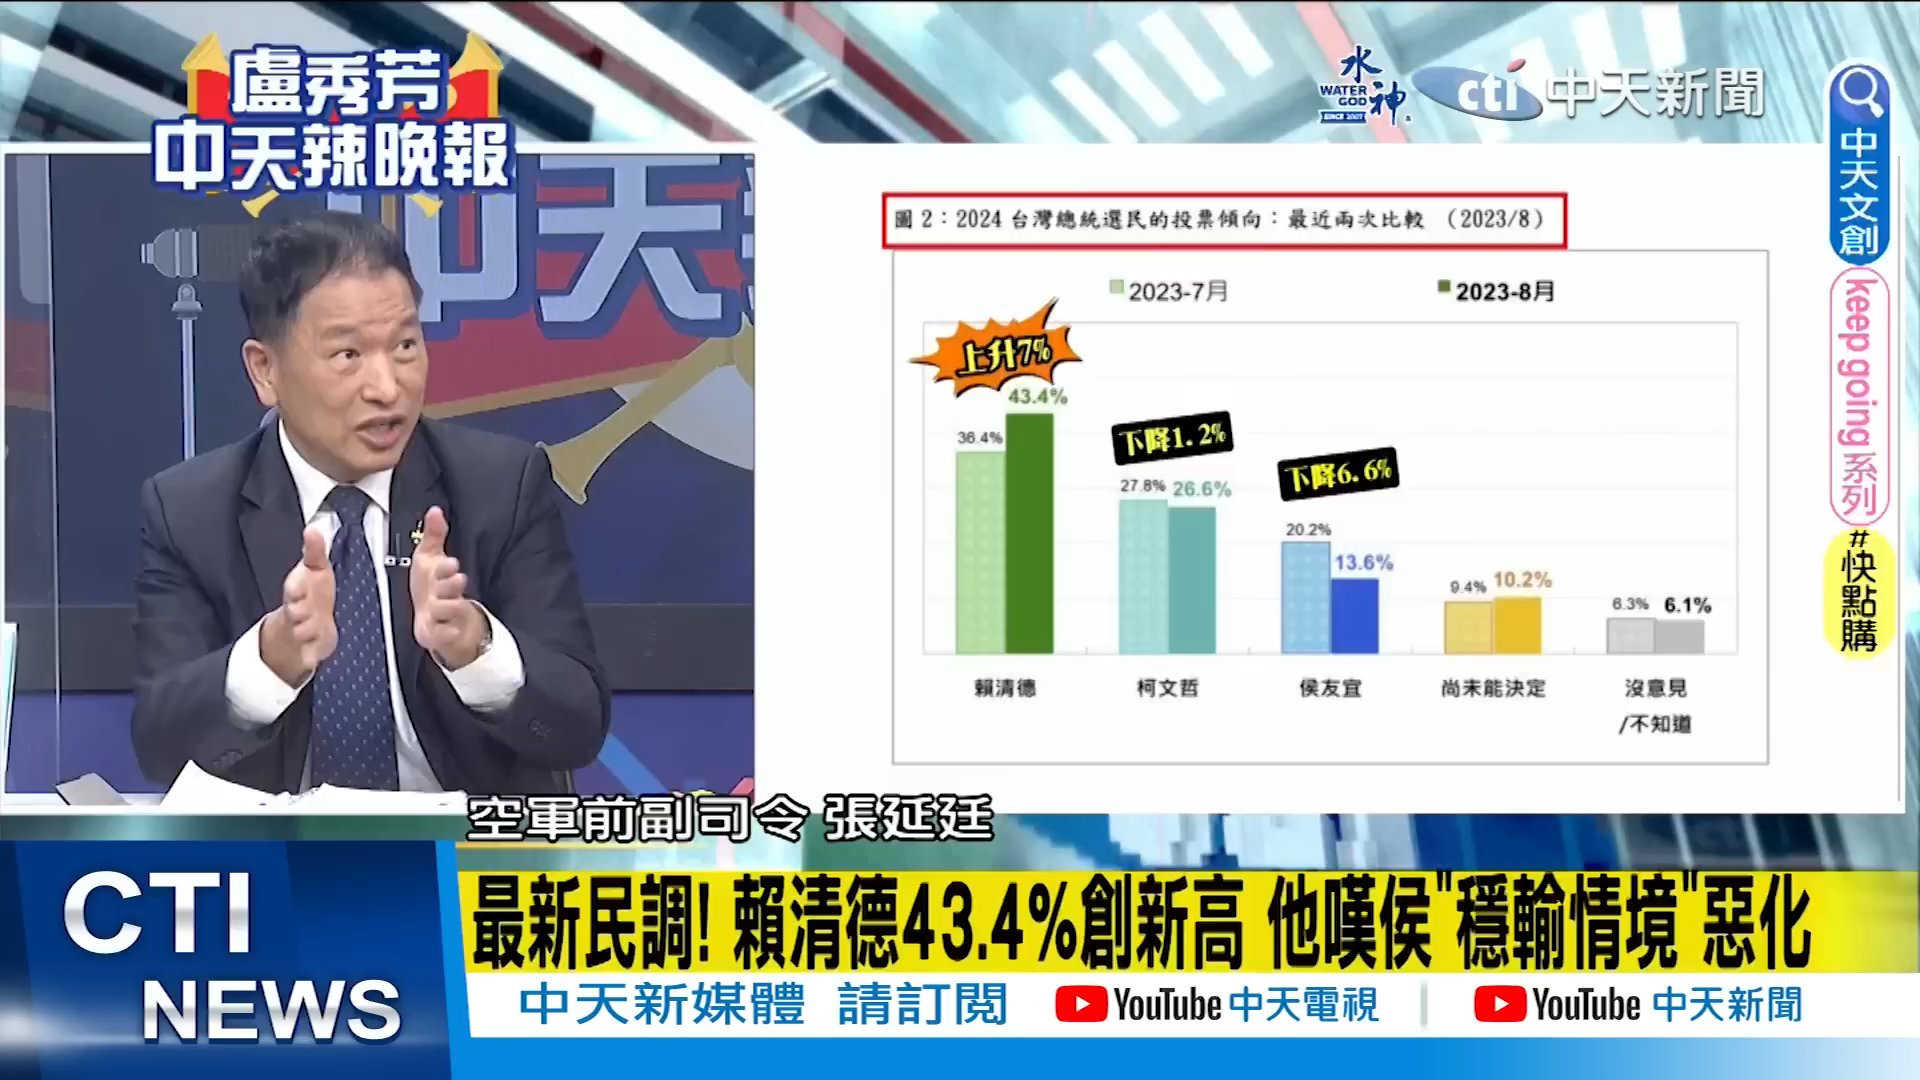 盧秀芳
中天辣晚報
水神
WATER
GOD
SINCE 2007
cti 中天新聞
中天文創
keep going系列
#快點購
圖 2:2024 台灣總統選民的投票傾向:最近兩次比較 (2023/8)
2023-7月 2023-8月
上升7%
43.4%
36.4%
下降1.2%
27.8% 26.6%
下降6.6%
20.2%
13.6%
9.4% 10.2%
6.3% 6.1%
賴清德 柯文哲 侯友宜 尚未能決定 沒意見
/不知道
中天
空軍前副司令 張延廷
CTI
NEWS
最新民調! 賴清德43.4%創新高 他嘆侯"穩輸情境"惡化
中天新媒體 請訂閱 YouTube 中天電視 YouTube 中天新聞